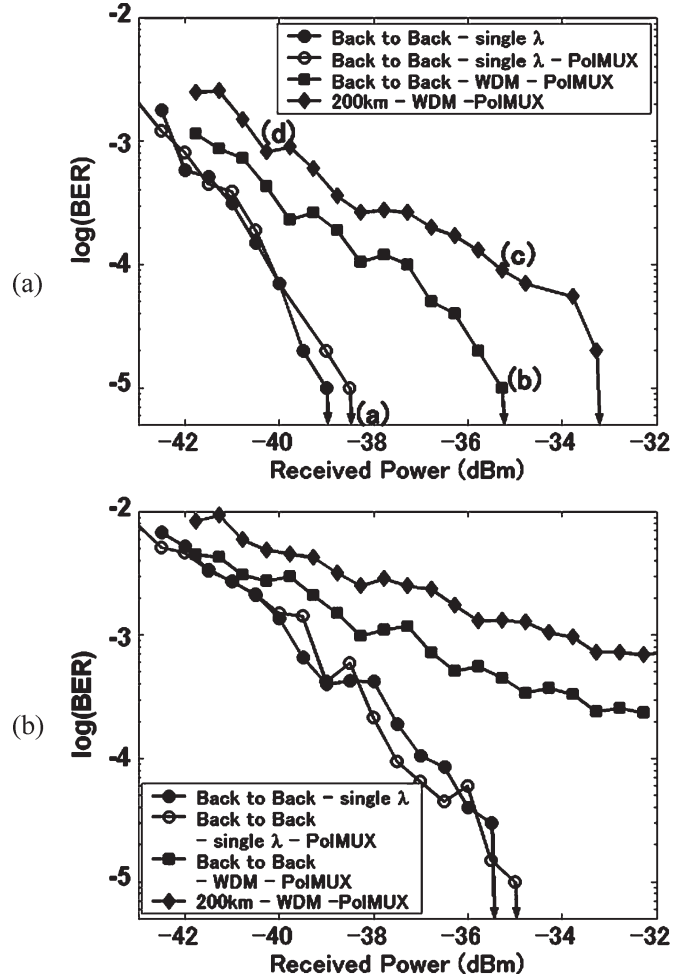 (a)
log(BER)
-2
-3
-4
-5
Back to Back - single λ
Back to Back - single λ - PolMUX
Back to Back - WDM - PolMUX
200km - WDM -PolMUX
(d)
(c)
(b)
(a)
-42 -40 -38 -36 -34 -32
Received Power (dBm)
(b)
log(BER)
-2
-3
-4
-5
Back to Back - single λ
Back to Back
- single λ - PolMUX
Back to Back
- WDM - PolMUX
200km - WDM -PolMUX
-42 -40 -38 -36 -34 -32
Received Power (dBm)